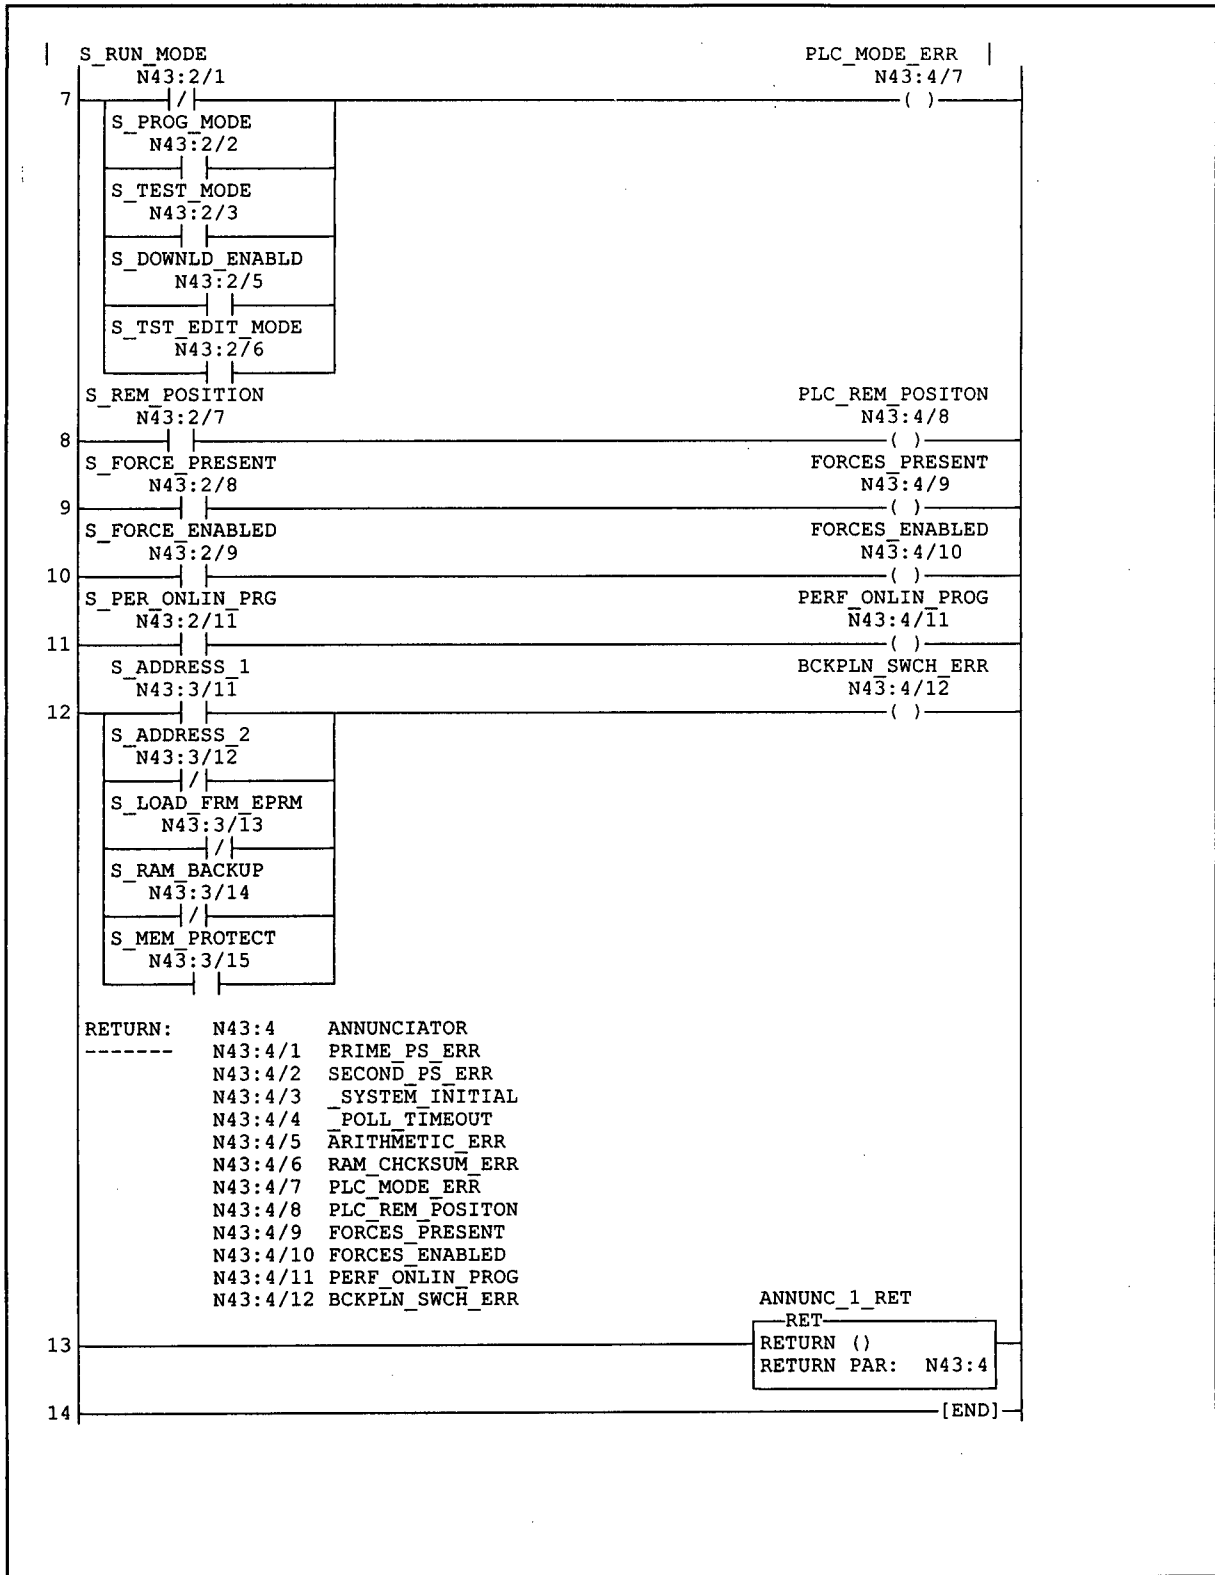 S_RUN_MODE PLC_MODE_ERR
N43:2/1 N43:4/7
7 ( )
S_PROG_MODE
N43:2/2
S_TEST_MODE
N43:2/3
S_DOWNLD_ENABLD
N43:2/5
S_TST_EDIT_MODE
N43:2/6
S_REM_POSITION PLC_REM_POSITON
N43:2/7 N43:4/8
8 ( )
S_FORCE_PRESENT FORCES_PRESENT
N43:2/8 N43:4/9
9 ( )
S_FORCE_ENABLED FORCES_ENABLED
N43:2/9 N43:4/10
10 ( )
S_PER_ONLIN_PRG PERF_ONLIN_PROG
N43:2/11 N43:4/11
11 ( )
S_ADDRESS_1 BCKPLN_SWCH_ERR
N43:3/11 N43:4/12
12 ( )
S_ADDRESS_2
N43:3/12
S_LOAD_FRM_EPRM
N43:3/13
S_RAM_BACKUP
N43:3/14
S_MEM_PROTECT
N43:3/15
RETURN: N43:4 ANNUNCIATOR
------- N43:4/1 PRIME_PS_ERR
N43:4/2 SECOND_PS_ERR
N43:4/3 _SYSTEM_INITIAL
N43:4/4 _POLL_TIMEOUT
N43:4/5 ARITHMETIC_ERR
N43:4/6 RAM_CHCKSUM_ERR
N43:4/7 PLC_MODE_ERR
N43:4/8 PLC_REM_POSITON
N43:4/9 FORCES_PRESENT
N43:4/10 FORCES_ENABLED
N43:4/11 PERF_ONLIN_PROG
N43:4/12 BCKPLN_SWCH_ERR
ANNUNC_1_RET
RET
13 RETURN ()
RETURN PAR: N43:4
14 [END]